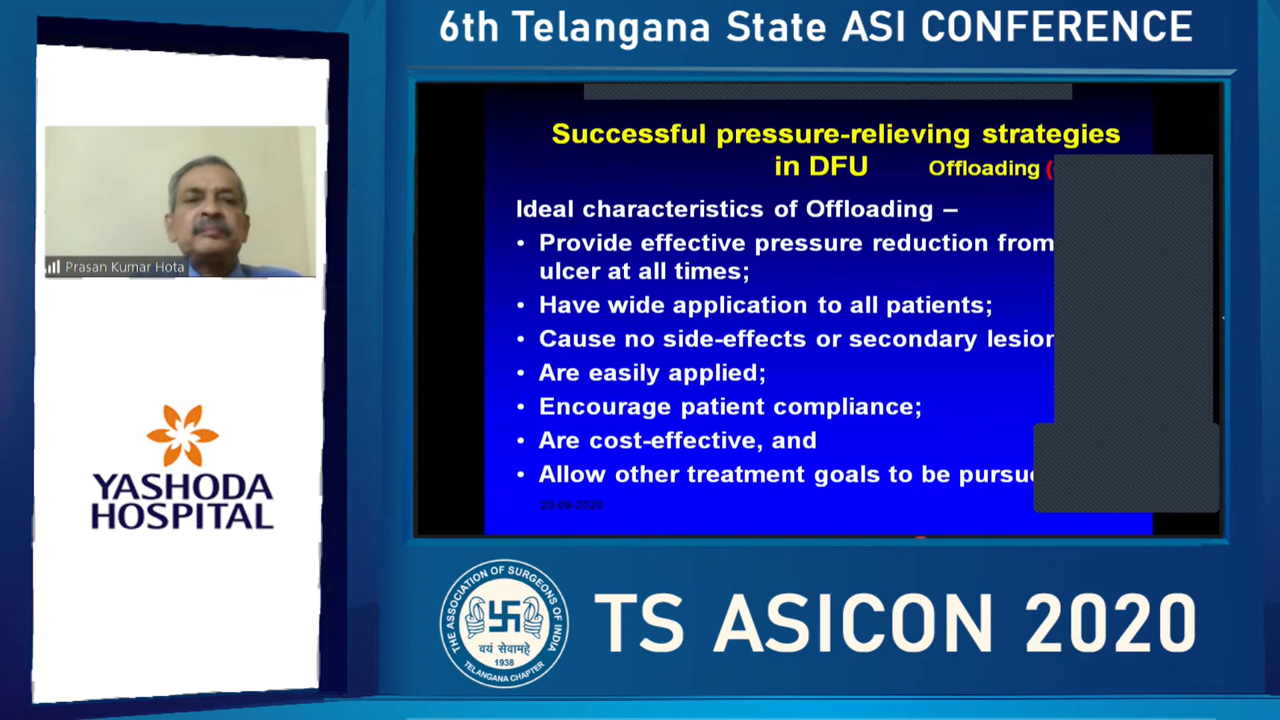 6th Telangana State ASI CONFERENCE
Prasan Kumar Hota
YASHODA
HOSPITAL
Successful pressure-relieving strategies
in DFU Offloading (
Ideal characteristics of Offloading –
• Provide effective pressure reduction from
ulcer at all times;
• Have wide application to all patients;
• Cause no side-effects or secondary
• Are easily applied;
• Encourage patient compliance;
• Are cost-effective, and
• Allow other treatment goals to be
20-09-2020
THE ASSOCIATION OF SURGEONS OF INDIA
वयं सेवामहे
1938
TELANGANA CHAPTER
TS ASICON 2020